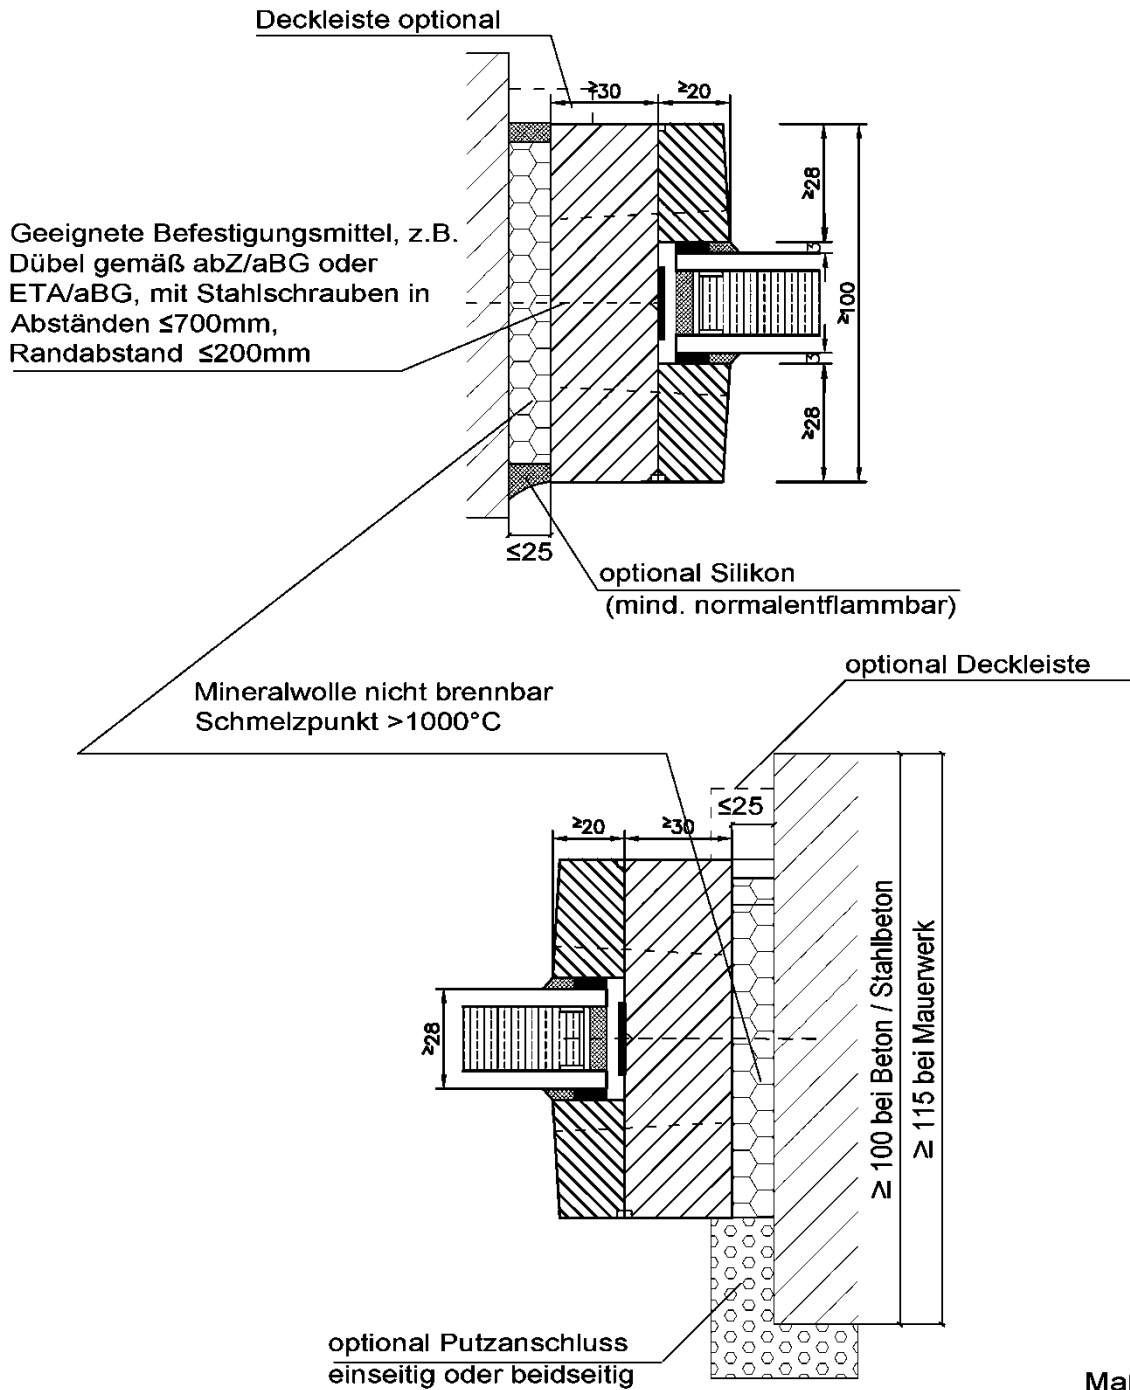 Deckleiste optional
≥30
≥20
≥28
3
≥100
3
≥28
Geeignete Befestigungsmittel, z.B.
Dübel gemäß abZ/aBG oder
ETA/aBG, mit Stahlschrauben in
Abständen ≤700mm,
Randabstand ≤200mm
≤25
optional Silikon
(mind. normalentflammbar)
optional Deckleiste
Mineralwolle nicht brennbar
Schmelzpunkt >1000°C
≤25
≥20
≥30
≥28
≥ 100 bei Beton / Stahlbeton
≥ 115 bei Mauerwerk
optional Putzanschluss
einseitig oder beidseitig